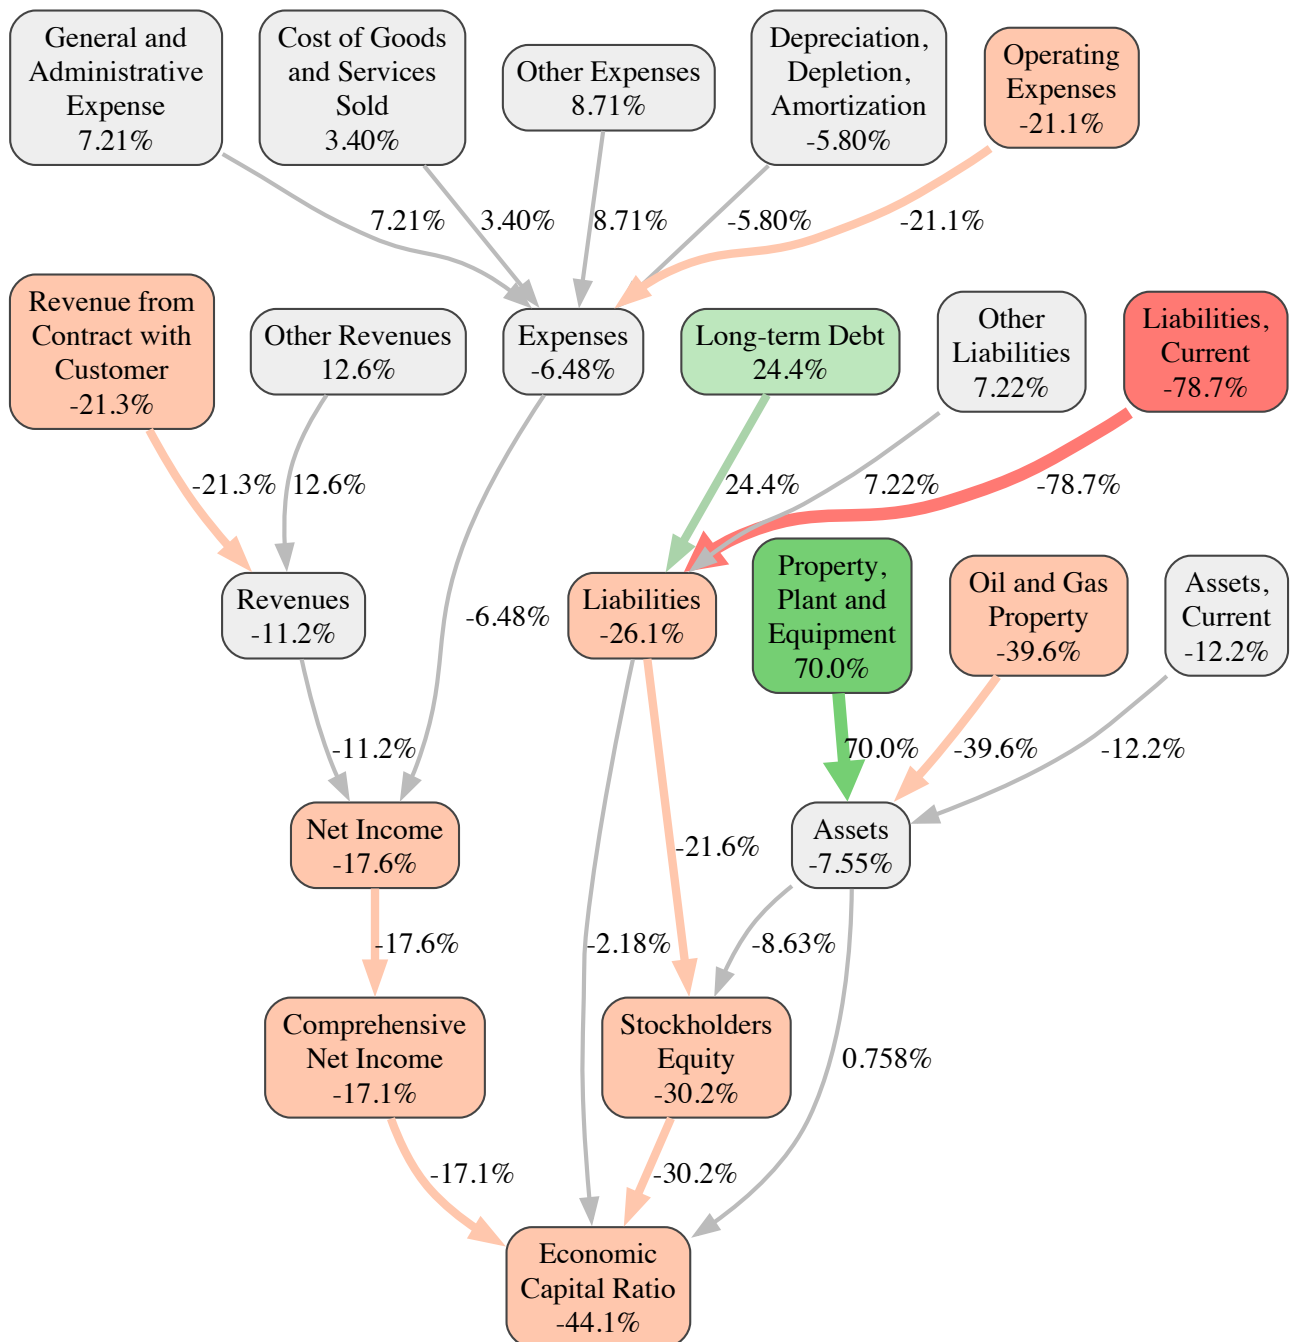 General and
Administrative
Expense
7.21%
Cost of Goods
and Services
Sold
3.40%
Other Expenses
8.71%
Depreciation,
Depletion,
Amortization
-5.80%
Operating
Expenses
-21.1%
7.21%
3.40%
8.71%
-5.80%
-21.1%
Revenue from
Contract with
Customer
-21.3%
Other Revenues
12.6%
Expenses
-6.48%
Long-term Debt
24.4%
Other
Liabilities
7.22%
Liabilities,
Current
-78.7%
-21.3%
12.6%
24.4%
7.22%
-78.7%
Revenues
-11.2%
-6.48%
Liabilities
-26.1%
Property,
Plant and
Equipment
70.0%
Oil and Gas
Property
-39.6%
Assets,
Current
-12.2%
-11.2%
70.0%
-39.6%
-12.2%
Net Income
-17.6%
-21.6%
Assets
-7.55%
-17.6%
-2.18%
-8.63%
Comprehensive
Net Income
-17.1%
Stockholders
Equity
-30.2%
0.758%
-17.1%
-30.2%
Economic
Capital Ratio
-44.1%